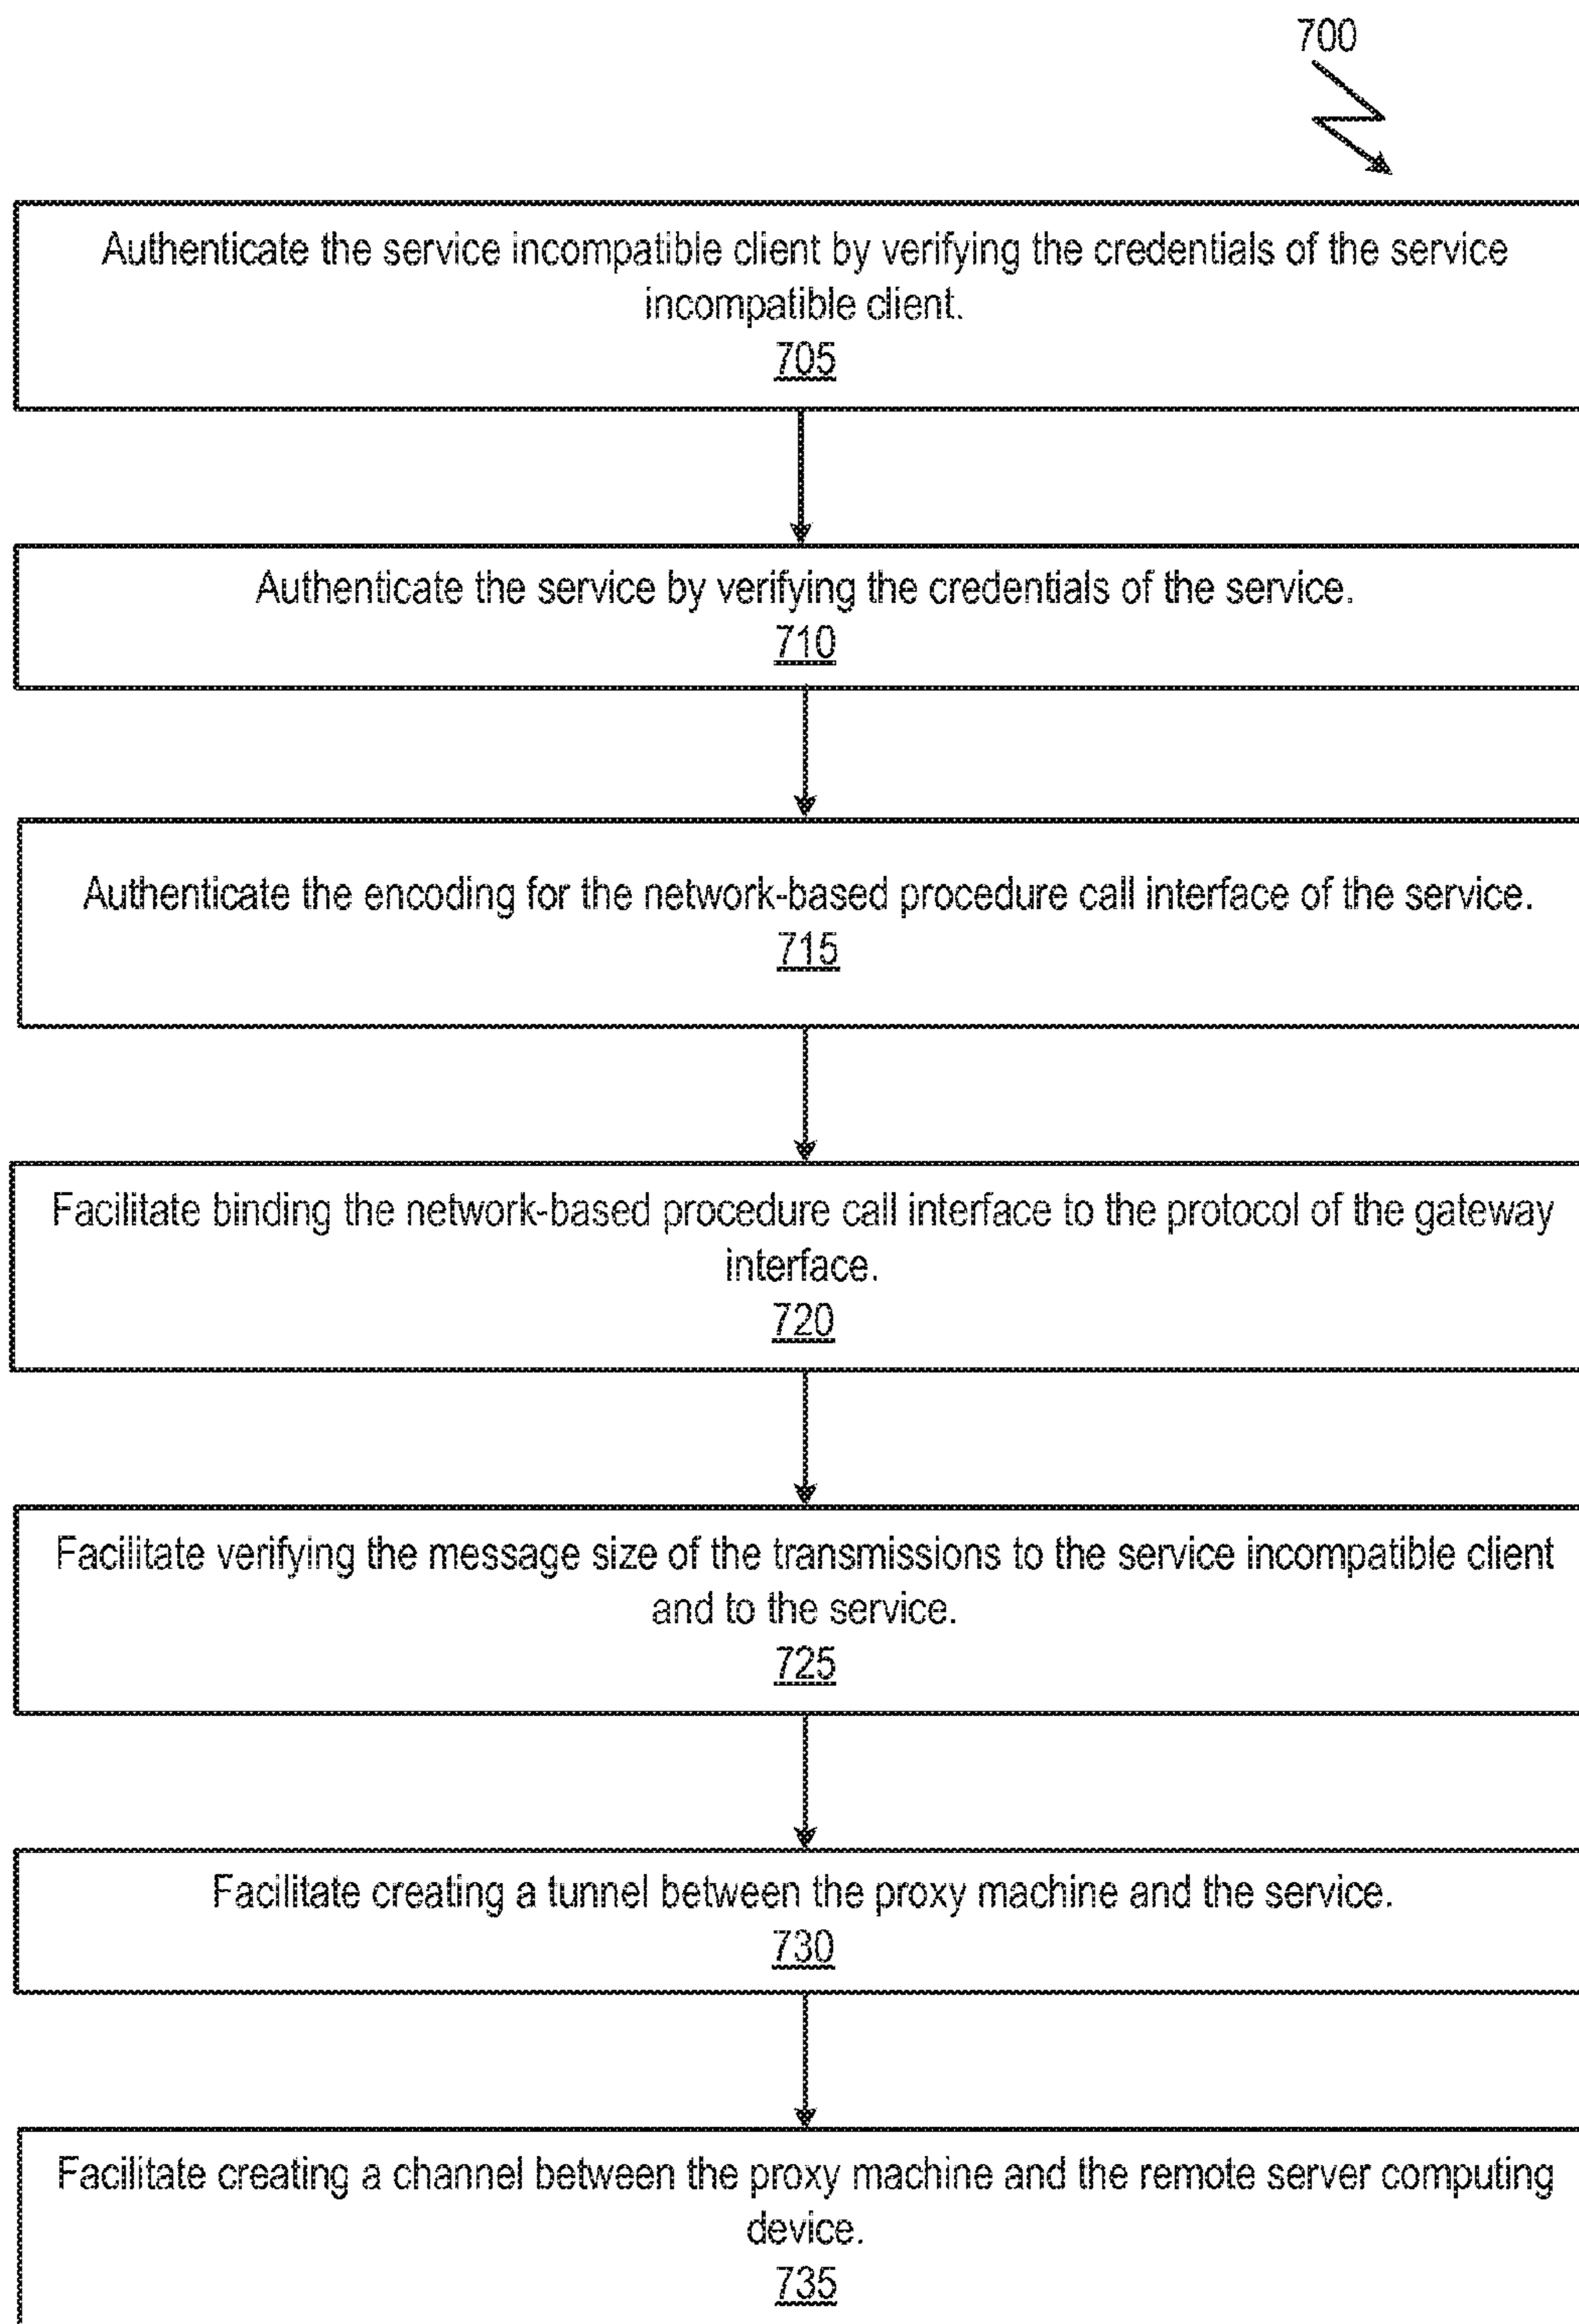 700
Authenticate the service incompatible client by verifying the credentials of the service
incompatible client.
705
Authenticate the service by verifying the credentials of the service.
710
Authenticate the encoding for the network-based procedure call interface of the service.
715
Facilitate binding the network-based procedure call interface to the protocol of the gateway
interface.
720
Facilitate verifying the message size of the transmissions to the service incompatible client
and to the service.
725
Facilitate creating a tunnel between the proxy machine and the service.
730
Facilitate creating a channel between the proxy machine and the remote server computing
device.
735